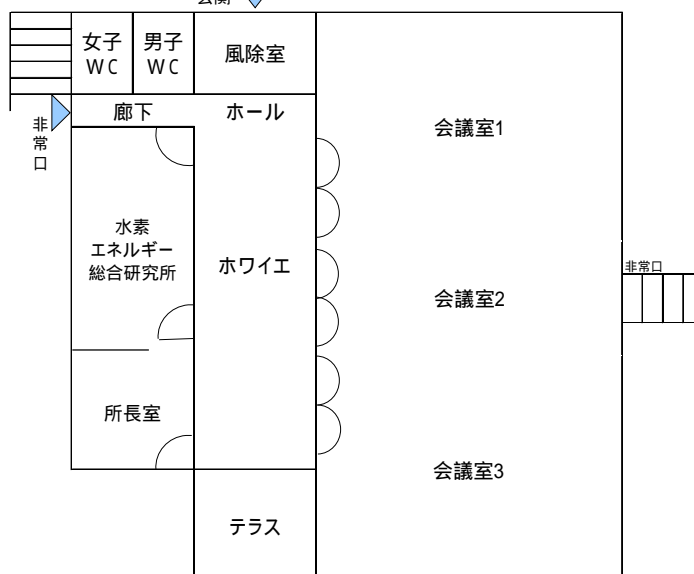 玄関
女子
WC
男子
WC
風除室
廊下
ホール
非
常
口
会議室1
水素
エネルギー
総合研究所
ホワイエ
非常口
会議室2
所長室
会議室3
テラス